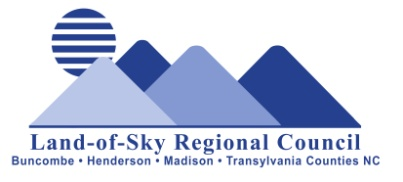 Land-of-Sky Regional Council
Buncombe • Henderson • Madison • Transylvania Counties NC